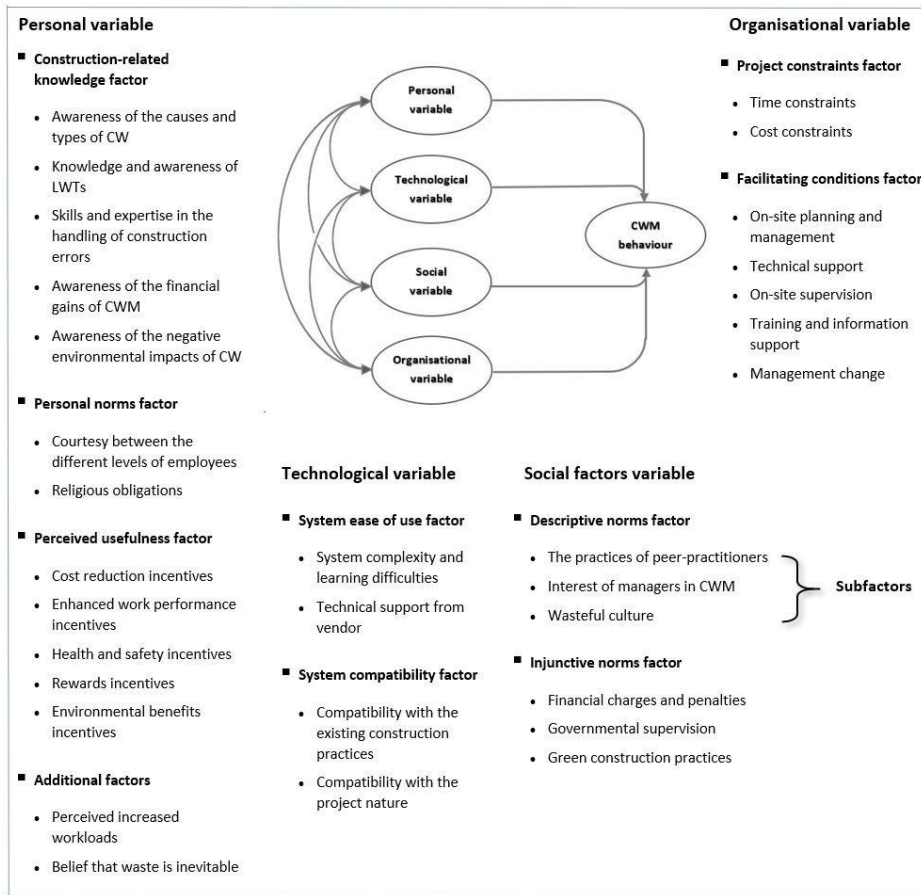 Personal variable
■ Construction-related
knowledge factor
• Awareness of the causes and
types of CW
• Knowledge and awareness of
LWTs
• Skills and expertise in the
handling of construction
errors
• Awareness of the financial
gains of CWM
• Awareness of the negative
environmental impacts of CW
■ Personal norms factor
• Courtesy between the
different levels of employees
• Religious obligations
■ Perceived usefulness factor
• Cost reduction incentives
• Enhanced work performance
incentives
• Health and safety incentives
• Rewards incentives
• Environmental benefits
incentives
■ Additional factors
• Perceived increased
workloads
• Belief that waste is inevitable
Personal
variable
Technological
variable
Social
variable
Organisational
variable
CWM
behaviour
Organisational variable
■ Project constraints factor
• Time constraints
• Cost constraints
■ Facilitating conditions factor
• On-site planning and
management
• Technical support
• On-site supervision
• Training and information
support
• Management change
Technological variable
■ System ease of use factor
• System complexity and
learning difficulties
• Technical support from
vendor
■ System compatibility factor
• Compatibility with the
existing construction
practices
• Compatibility with the
project nature
Social factors variable
■ Descriptive norms factor
• The practices of peer-practitioners
• Interest of managers in CWM
• Wasteful culture
Subfactors
■ Injunctive norms factor
• Financial charges and penalties
• Governmental supervision
• Green construction practices